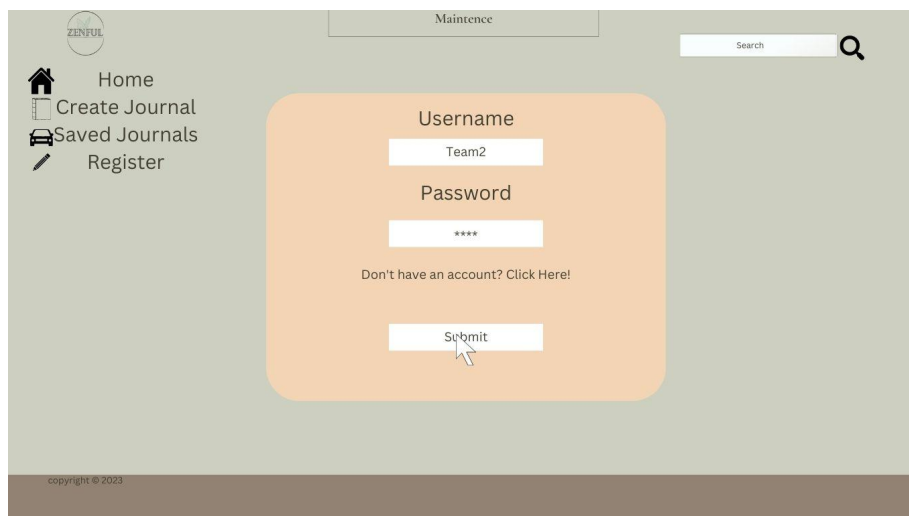 ZENFUL
Maintence
Search
Home
Create Journal
Saved Journals
Register
Username
Team2
Password
****
Don't have an account? Click Here!
Submit
copyright © 2023